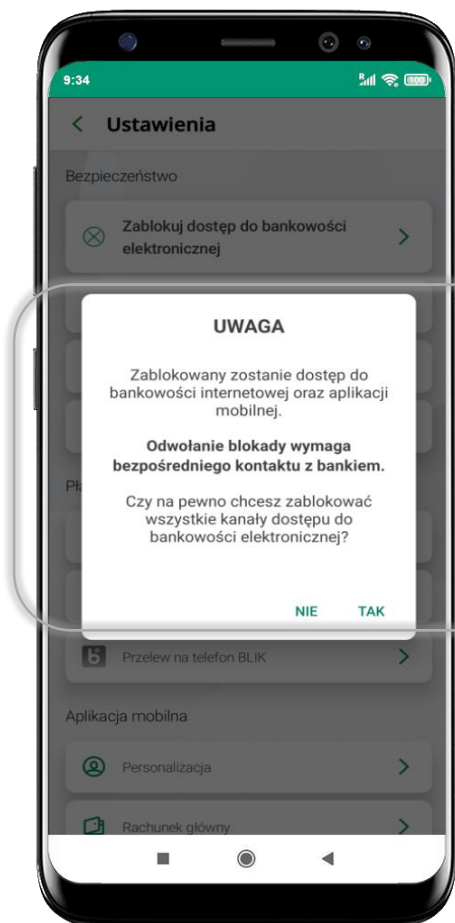 9:34
100
Ustawienia
Bezpieczeństwo
Zablokuj dostęp do bankowości
elektronicznej
UWAGA
Zablokowany zostanie dostęp do
bankowości internetowej oraz aplikacji
mobilnej.
Odwołanie blokady wymaga
bezpośredniego kontaktu z bankiem.
Czy na pewno chcesz zablokować
wszystkie kanały dostępu do
bankowości elektronicznej?
NIE TAK
Przelew na telefon BLIK
Aplikacja mobilna
Personalizacja
Rachunek główny